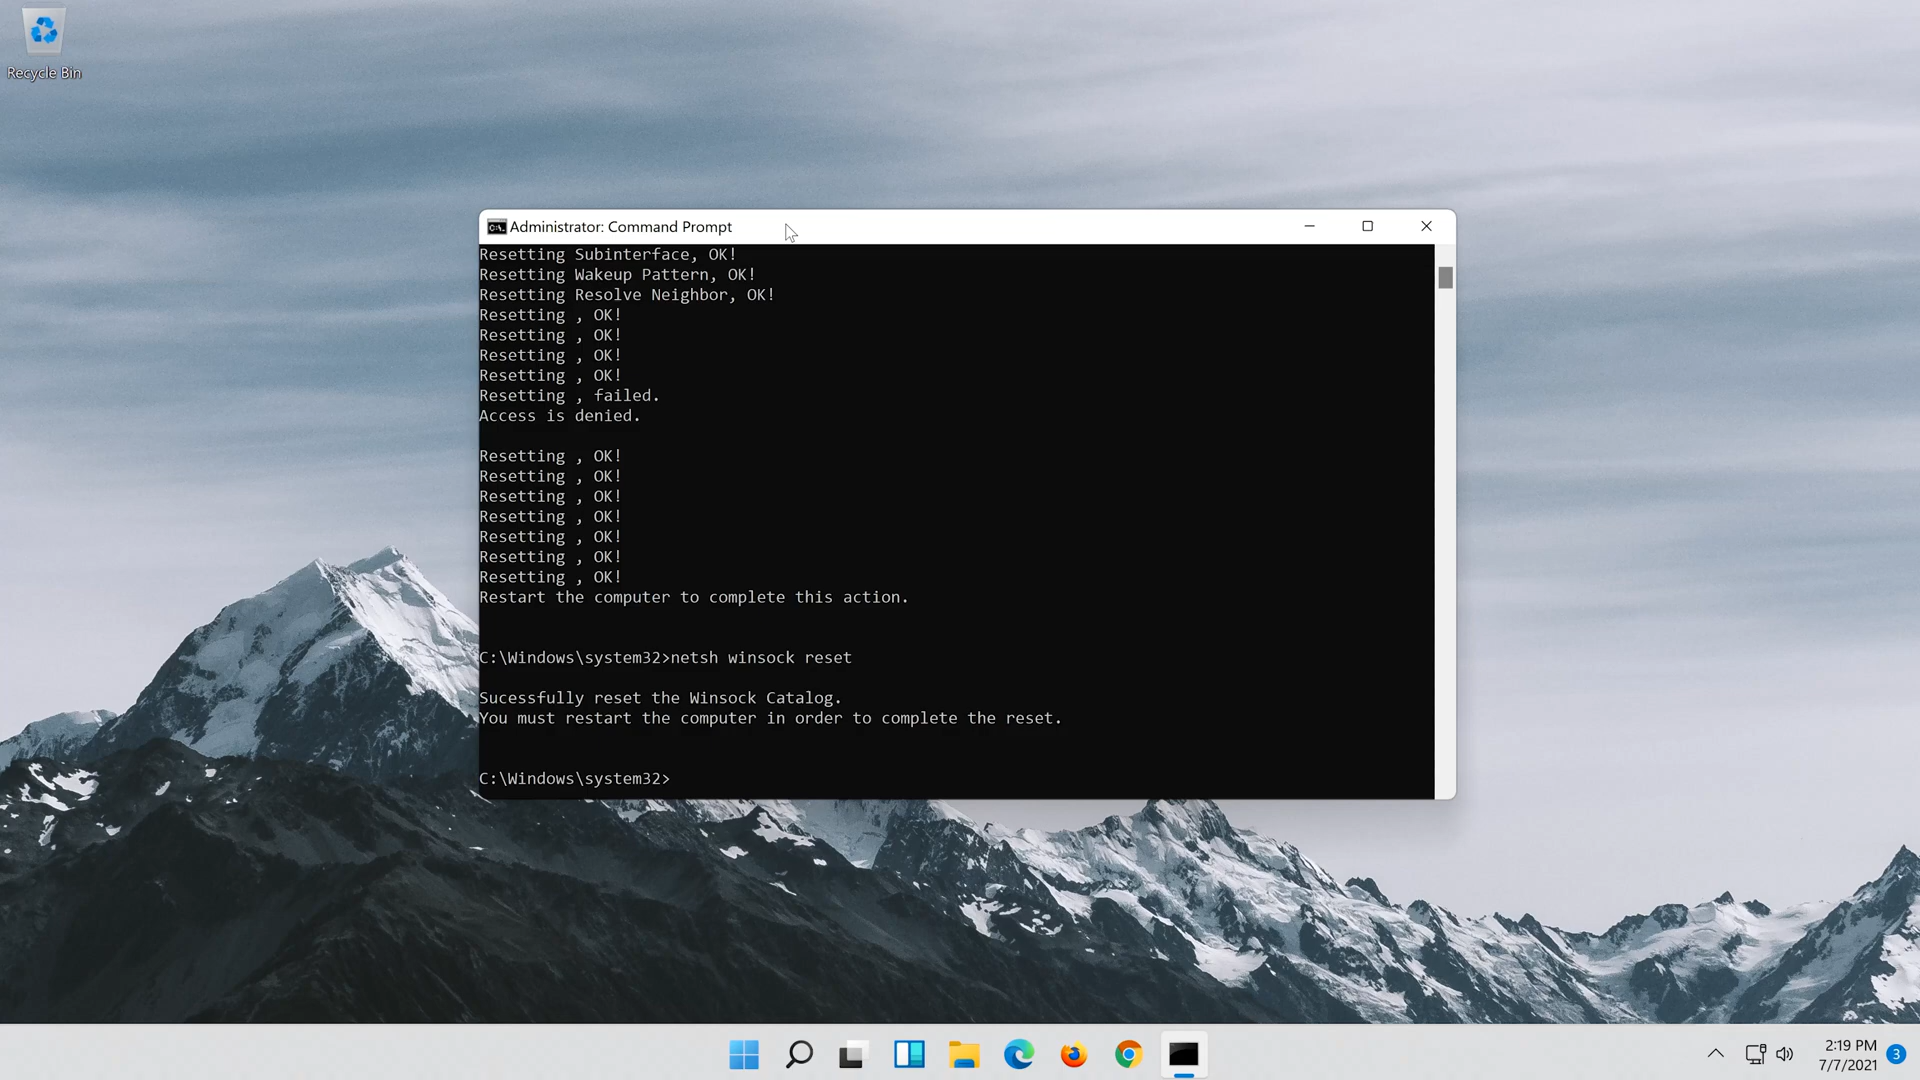 Recycle Bin
Administrator: Command Prompt
Resetting Subinterface, OK!
Resetting Wakeup Pattern, OK!
Resetting Resolve Neighbor, OK!
Resetting , OK!
Resetting , OK!
Resetting , OK!
Resetting , OK!
Resetting , failed.
Access is denied.
Resetting , OK!
Resetting , OK!
Resetting , OK!
Resetting , OK!
Resetting , OK!
Resetting , OK!
Resetting , OK!
Restart the computer to complete this action.
C:\Windows\system32>netsh winsock reset
Sucessfully reset the Winsock Catalog.
You must restart the computer in order to complete the reset.
C:\Windows\system32>
2:19 PM
7/7/2021
3